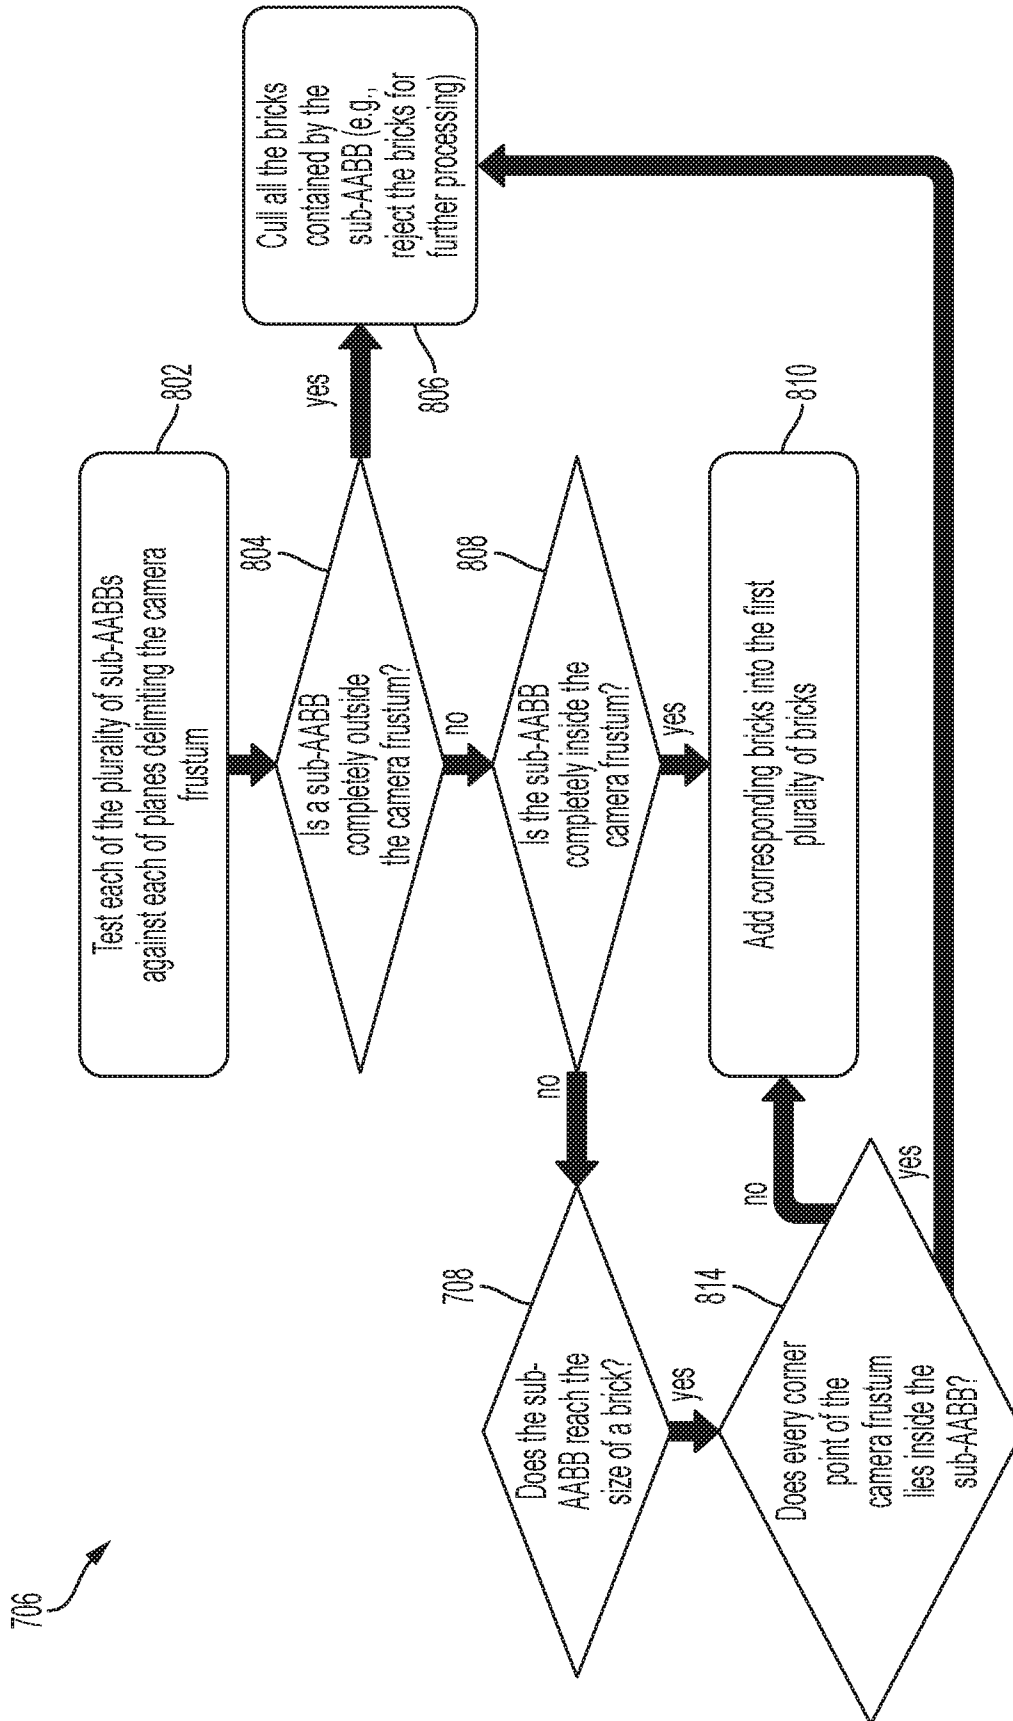 706
802
Test each of the plurality of sub-AABBs
against each of planes delimiting the camera
frustum
804
Is a sub-AABB
completely outside
the camera frustum?
yes
806
Cull all the bricks
contained by the
sub-AABB (e.g.,
reject the bricks for
further processing)
no
808
Is the sub-AABB
completely inside the
camera frustum?
yes
810
Add corresponding bricks into the first
plurality of bricks
no
708
Does the sub-
AABB reach the
size of a brick?
yes
814
Does every corner
point of the
camera frustum
lies inside the
sub-AABB?
no
yes